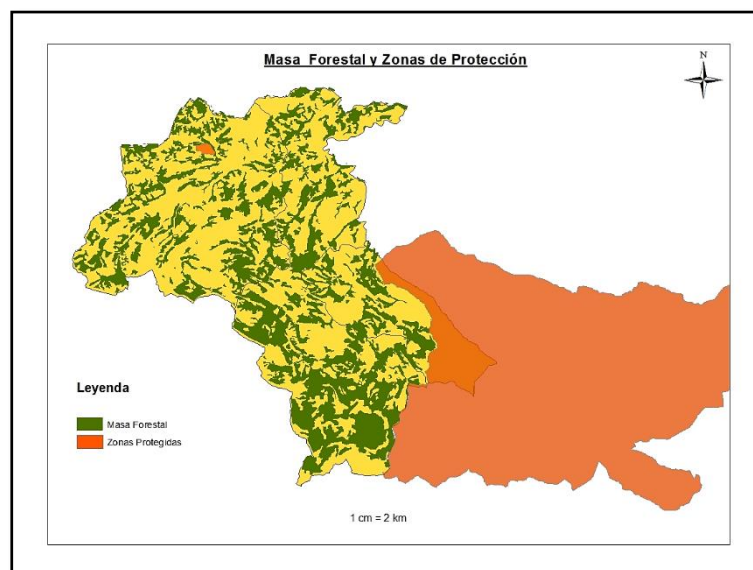 Masa Forestal y Zonas de Protección
N
Leyenda
Masa Forestal
Zonas Protegidas
1 cm = 2 km